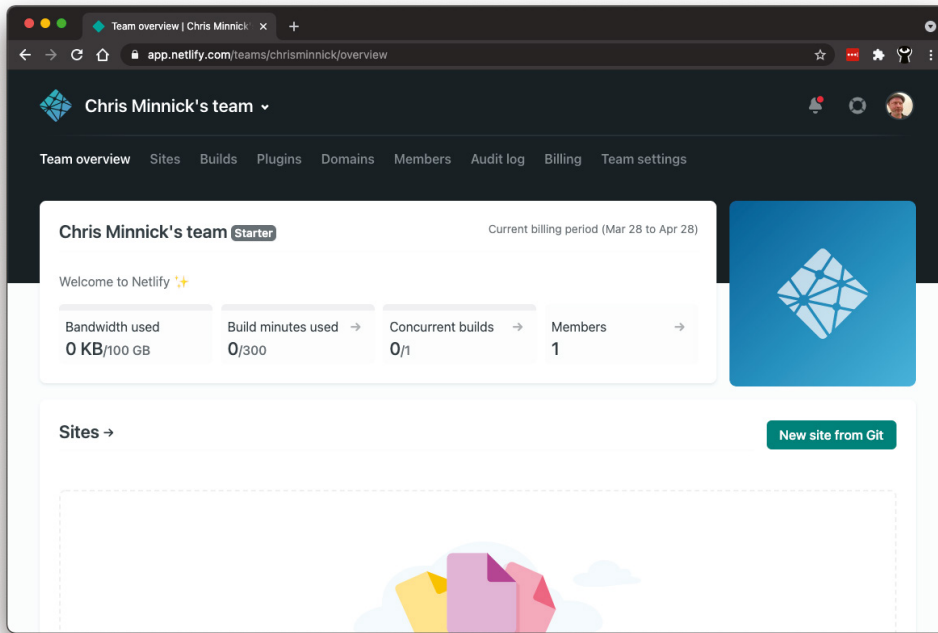 Team overview | Chris Minnick'
app.netlify.com/teams/chrisminnick/overview
Chris Minnick's team
Team overview Sites Builds Plugins Domains Members Audit log Billing Team settings
Chris Minnick's team Starter
Current billing period (Mar 28 to Apr 28)
Welcome to Netlify ✨
Bandwidth used
0 KB/100 GB
Build minutes used →
0/300
Concurrent builds →
0/1
Members →
1
Sites →
New site from Git